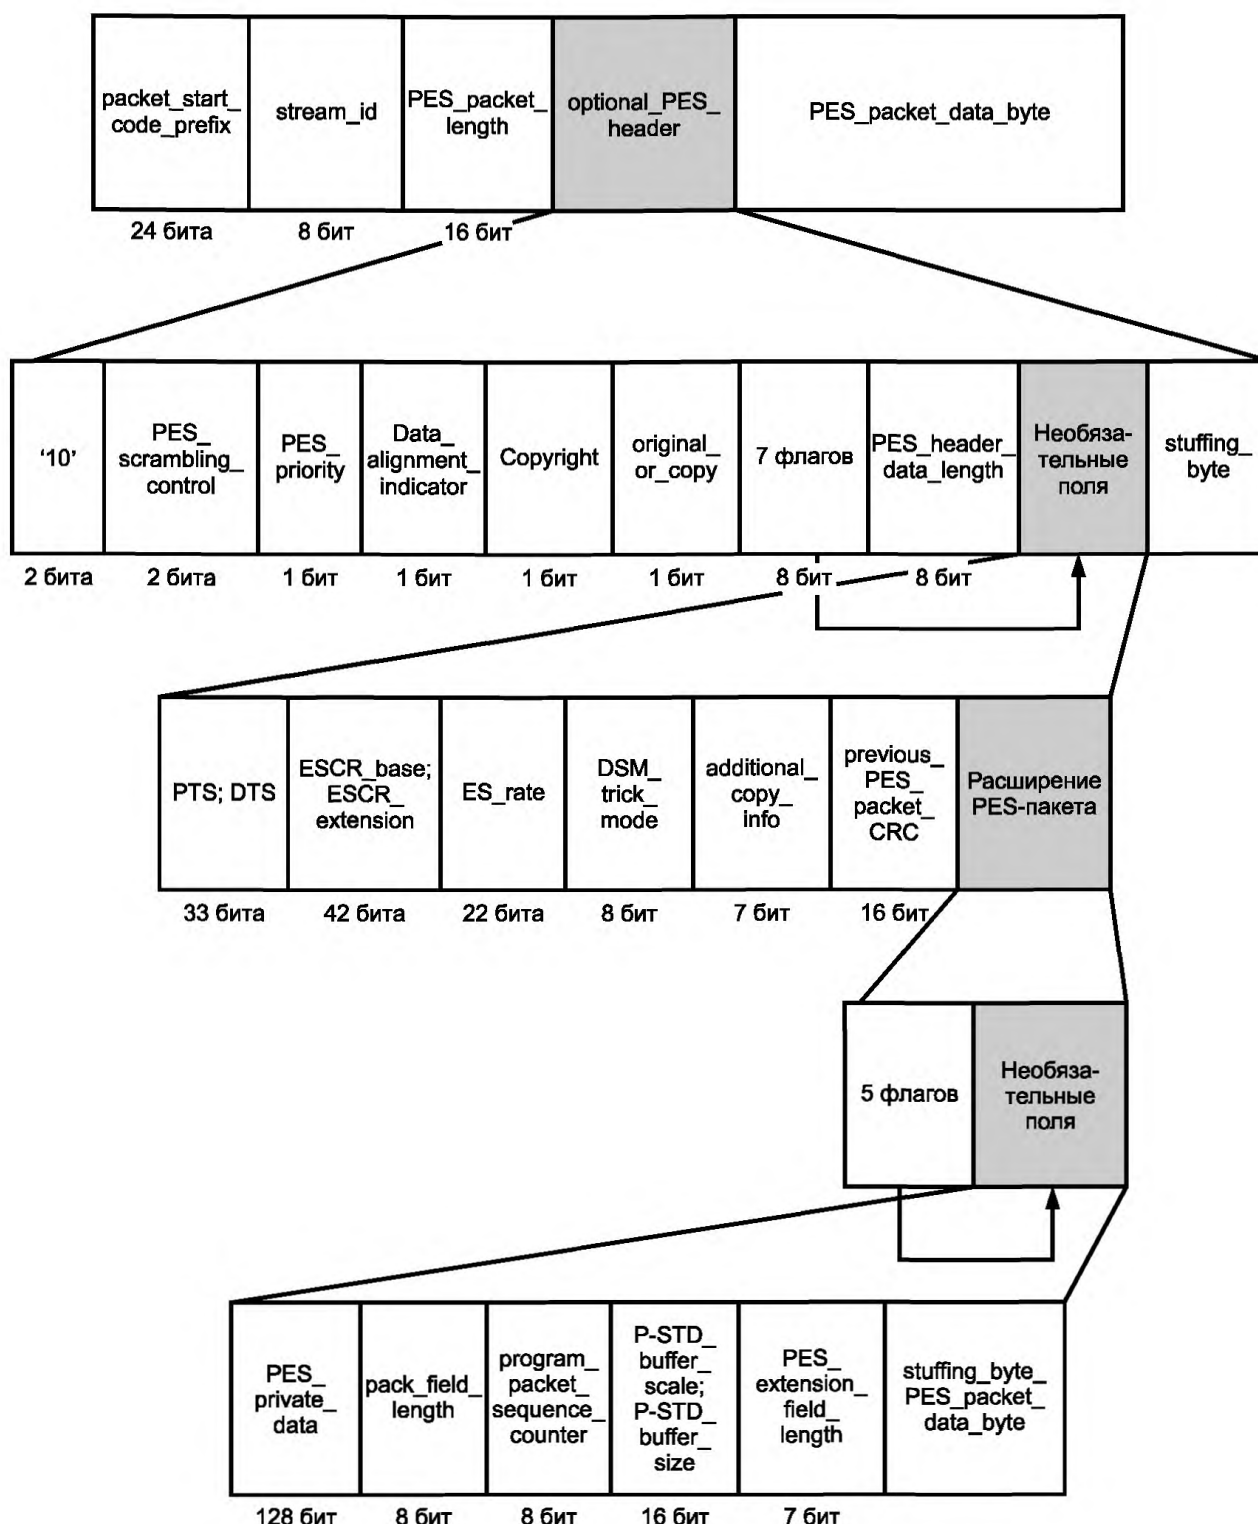 packet_start_
code_prefix
stream_id
PES_packet_
length
optional_PES_
header
PES_packet_data_byte
24 бита
8 бит
16 бит
‘10’
PES_
scrambling_
control
PES_
priority
Data_
alignment_
indicator
Copyright
original_
or_copy
7 флагов
PES_header_
data_length
Необяза-
тельные
поля
stuffing_
byte
2 бита
2 бита
1 бит
1 бит
1 бит
1 бит
8 бит
8 бит
PTS; DTS
ESCR_base;
ESCR_
extension
ES_rate
DSM_
trick_
mode
additional_
copy_
info
previous_
PES_
packet_
CRC
Расширение
PES-пакета
33 бита
42 бита
22 бита
8 бит
7 бит
16 бит
5 флагов
Необяза-
тельные
поля
PES_
private_
data
pack_field_
length
program_
packet_
sequence_
counter
P-STD_
buffer_
scale;
P-STD_
buffer_
size
PES_
extension_
field_
length
stuffing_byte_
PES_packet_
data_byte
128 бит
8 бит
8 бит
16 бит
7 бит